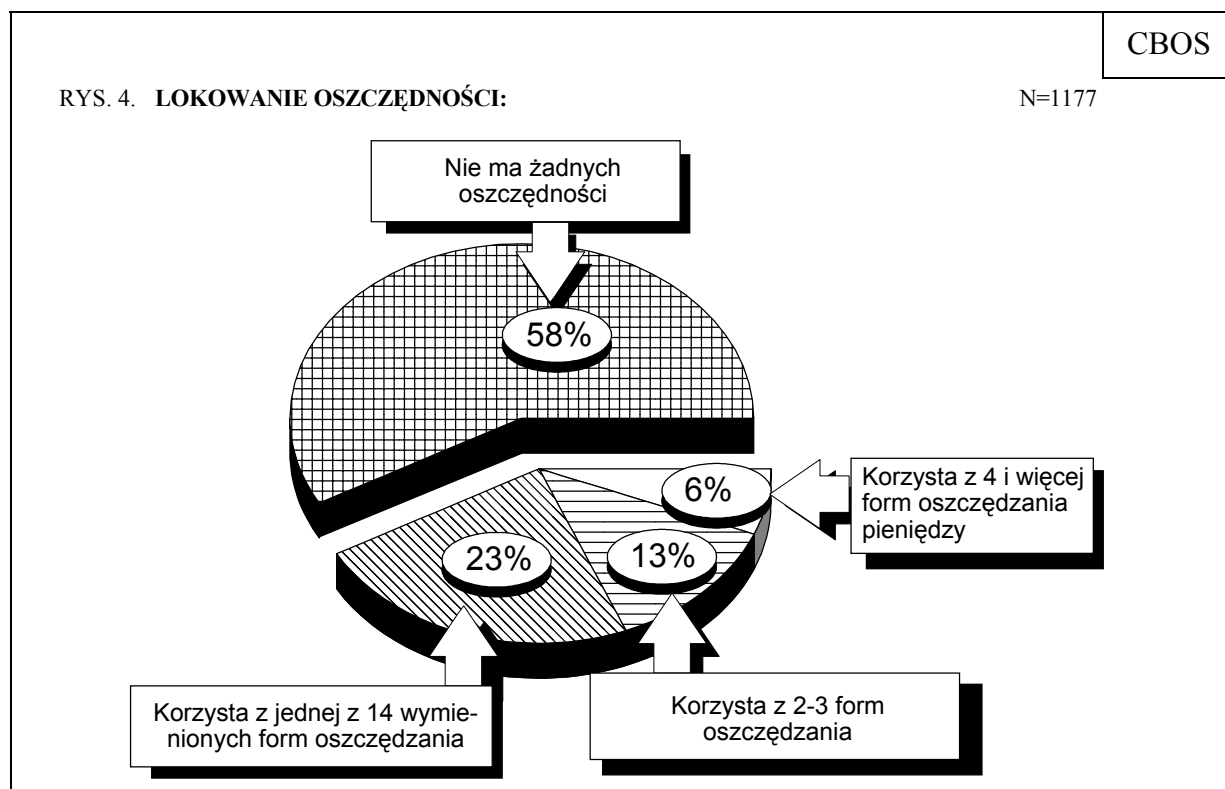 CBOS
RYS. 4. LOKOWANIE OSZCZĘDNOŚCI: N=1177
Nie ma żadnych
oszczędności
58%
6%
Korzysta z 4 i więcej
form oszczędzania
pieniędzy
23%
13%
Korzysta z jednej z 14 wymie-
nionych form oszczędzania
Korzysta z 2-3 form
oszczędzania